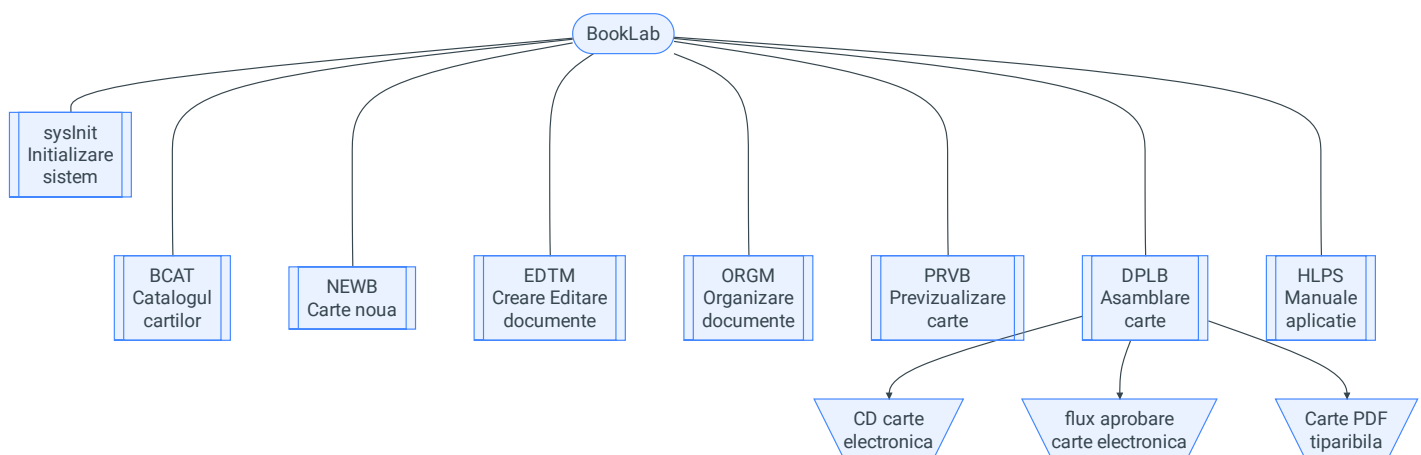 BookLab
sysInit
Initializare
sistem
BCAT
Catalogul
cartilor
NEWB
Carte noua
EDTM
Creare Editare
documente
ORGM
Organizare
documente
PRVB
Previzualizare
carte
DPLB
Asamblare
carte
HLPS
Manuale
aplicatie
CD carte
electronica
flux aprobare
carte electronica
Carte PDF
tiparibila